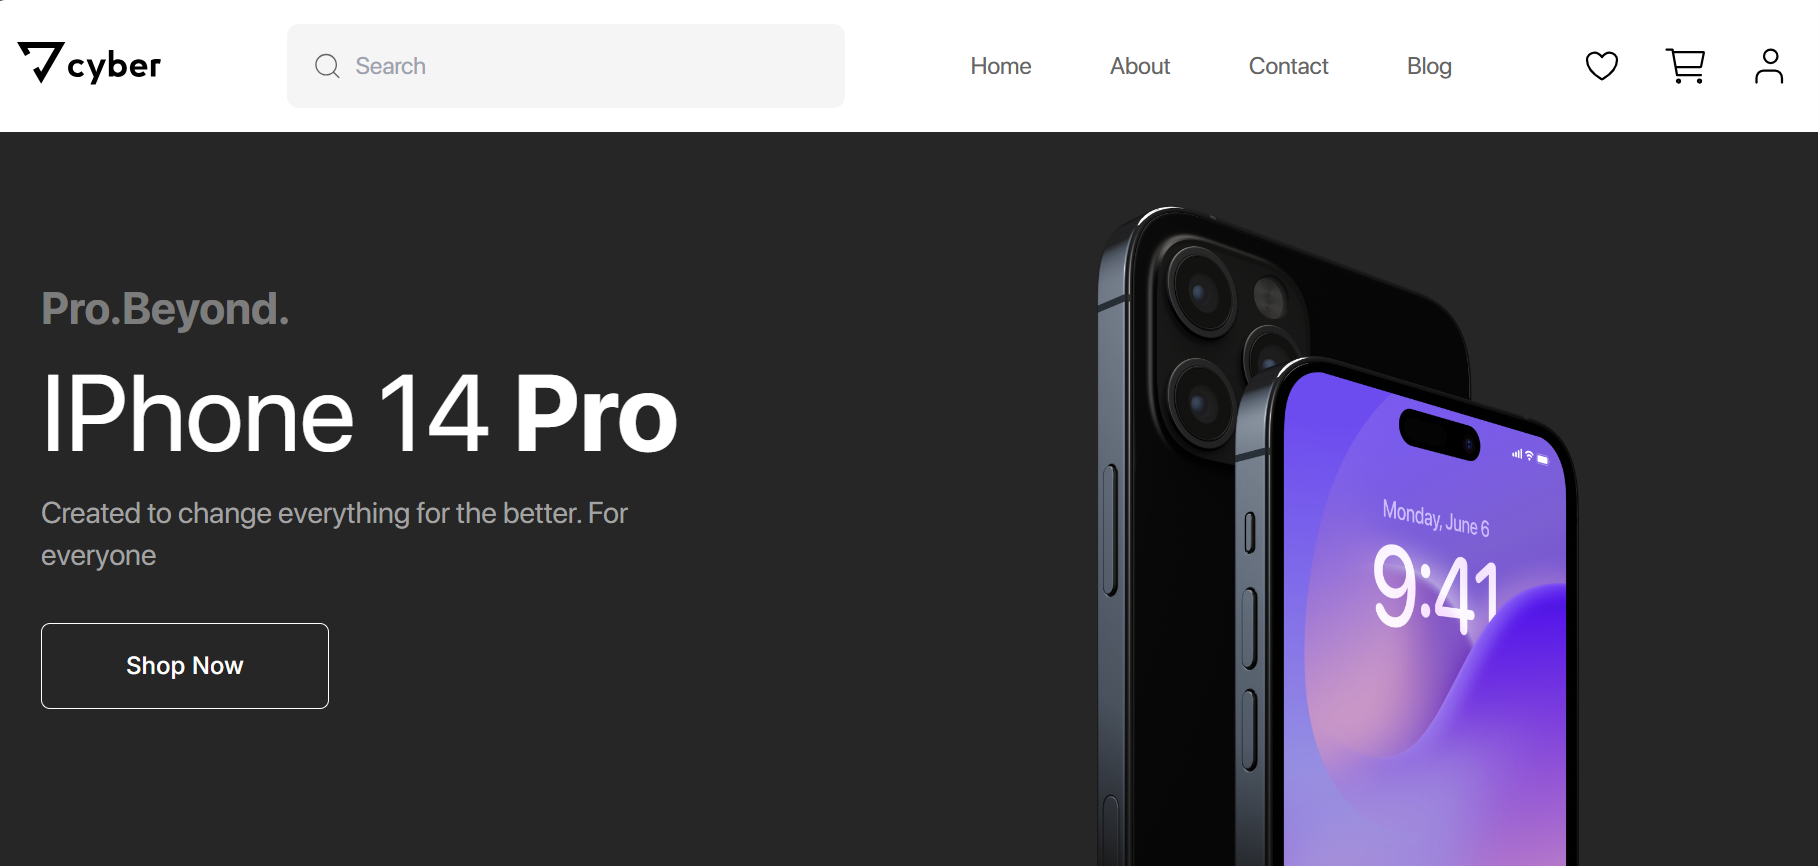 cyber
Search
Home
About
Contact
Blog
Pro.Beyond.
IPhone 14 Pro
Created to change everything for the better. For
everyone
Shop Now
Monday, June 6
9:41